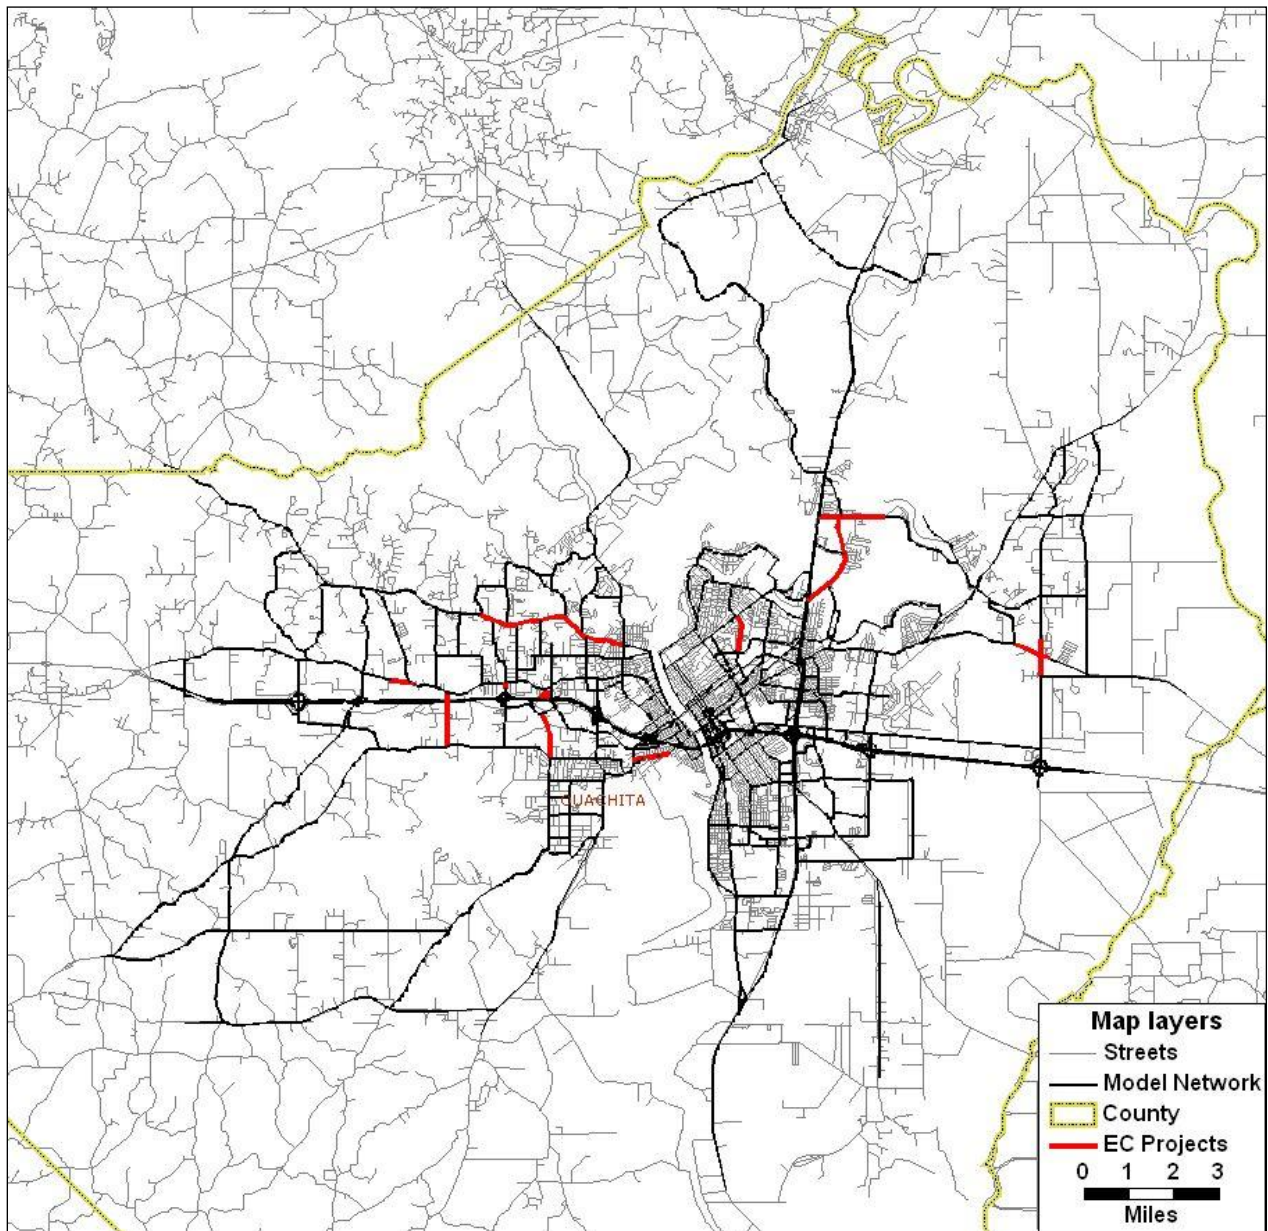 OUACHITA
Map layers
Streets
Model Network
County
EC Projects
0 1 2 3
Miles